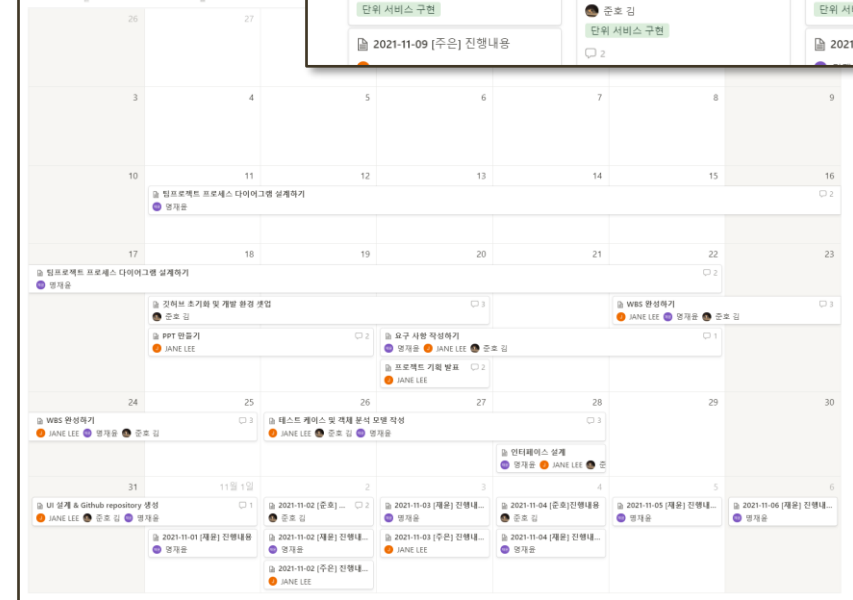 단위 서비스 구현
2021-11-09 [주은] 진행내용
준호 김
단위 서비스 구현
2
단위 서
2021
26
27
3
4
5
6
7
8
9
10
11
12
13
14
15
16
팀프로젝트 프로세스 다이어그램 설계하기
2
명재윤
17
18
19
20
21
22
23
팀프로젝트 프로세스 다이어그램 설계하기
2
명재윤
깃허브 초기화 및 개발 환경 셋업
3
준호 김
WBS 완성하기
3
JANE LEE 명재윤 준호 김
PPT 만들기
2
JANE LEE
요구 사항 작성하기
1
명재윤 JANE LEE 준호 김
프로젝트 기획 발표
2
JANE LEE
24
25
26
27
28
29
30
WBS 완성하기
3
JANE LEE 명재윤 준호 김
테스트 케이스 및 객체 분석 모델 작성
3
JANE LEE 준호 김 명재윤
인터페이스 설계
명재윤 JANE LEE 준
31
11월 1일
2
3
4
5
6
UI 설계 & Github repository 생성
1
JANE LEE 준호 김 명재윤
2021-11-02 [준호] ...
2
준호 김
2021-11-03 [재윤] 진행내...
명재윤
2021-11-04 [준호]진행내용
준호 김
2021-11-05 [재윤] 진행내...
명재윤
2021-11-06 [재윤] 진행내...
명재윤
2021-11-01 [재윤] 진행내용
명재윤
2021-11-02 [재윤] 진행내...
명재윤
2021-11-03 [주은] 진행내...
JANE LEE
2021-11-04 [재윤] 진행내...
명재윤
2021-11-02 [주은] 진행내...
JANE LEE